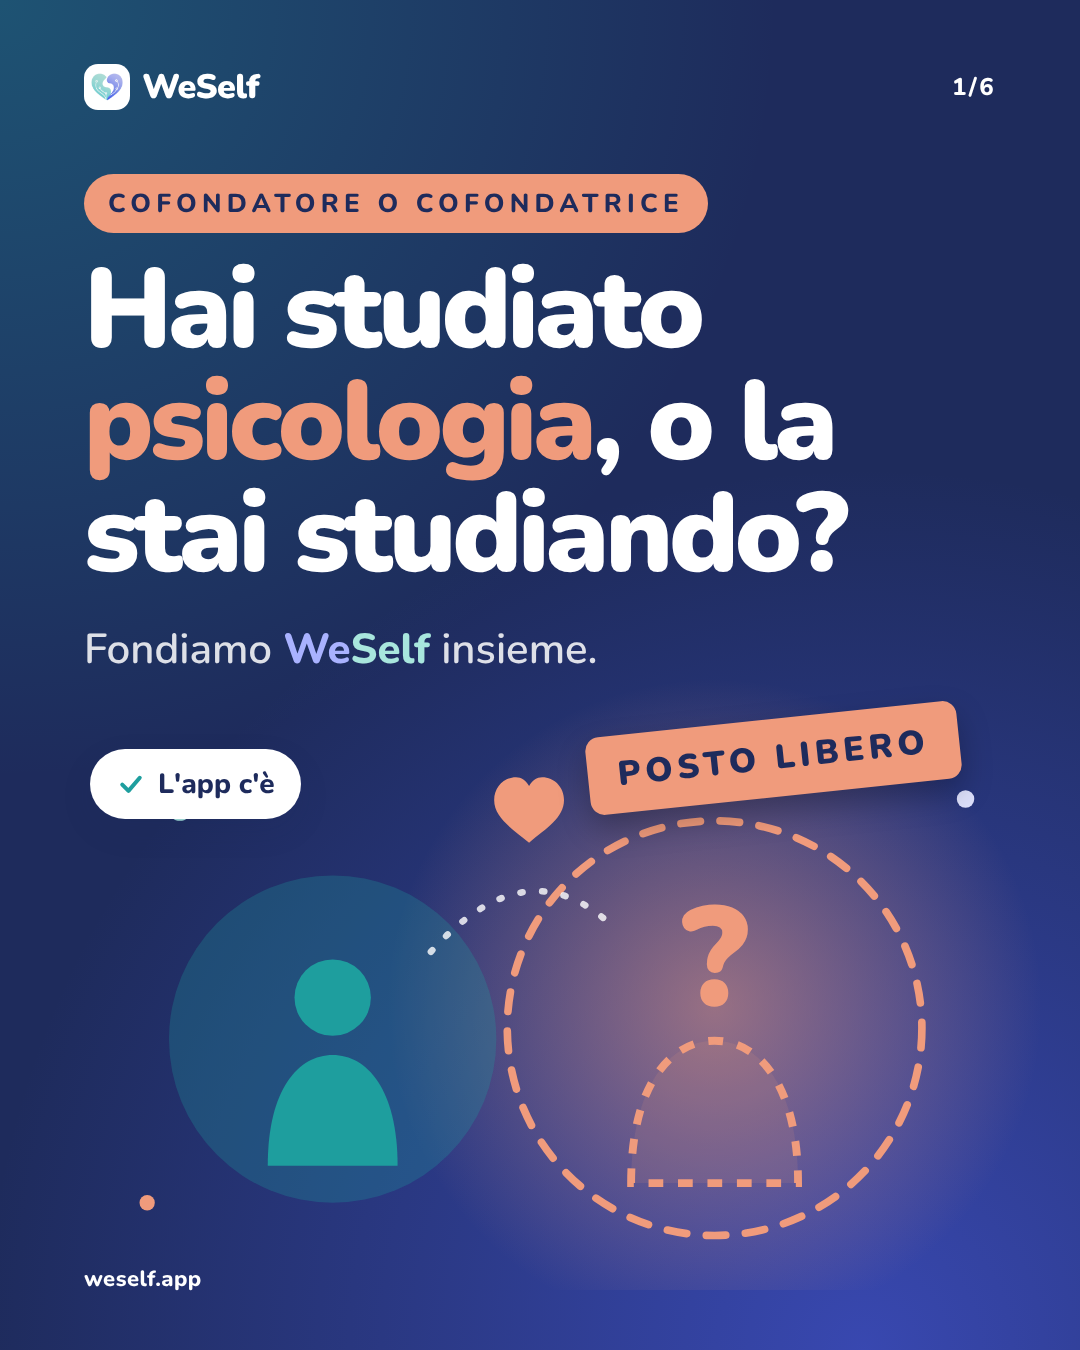 WeSelf
1/6
COFONDATORE O COFONDATRICE
Hai studiato
psicologia, o la
stai studiando?
Fondiamo WeSelf insieme.
POSTO LIBERO
L'app c'è
?
weself.app